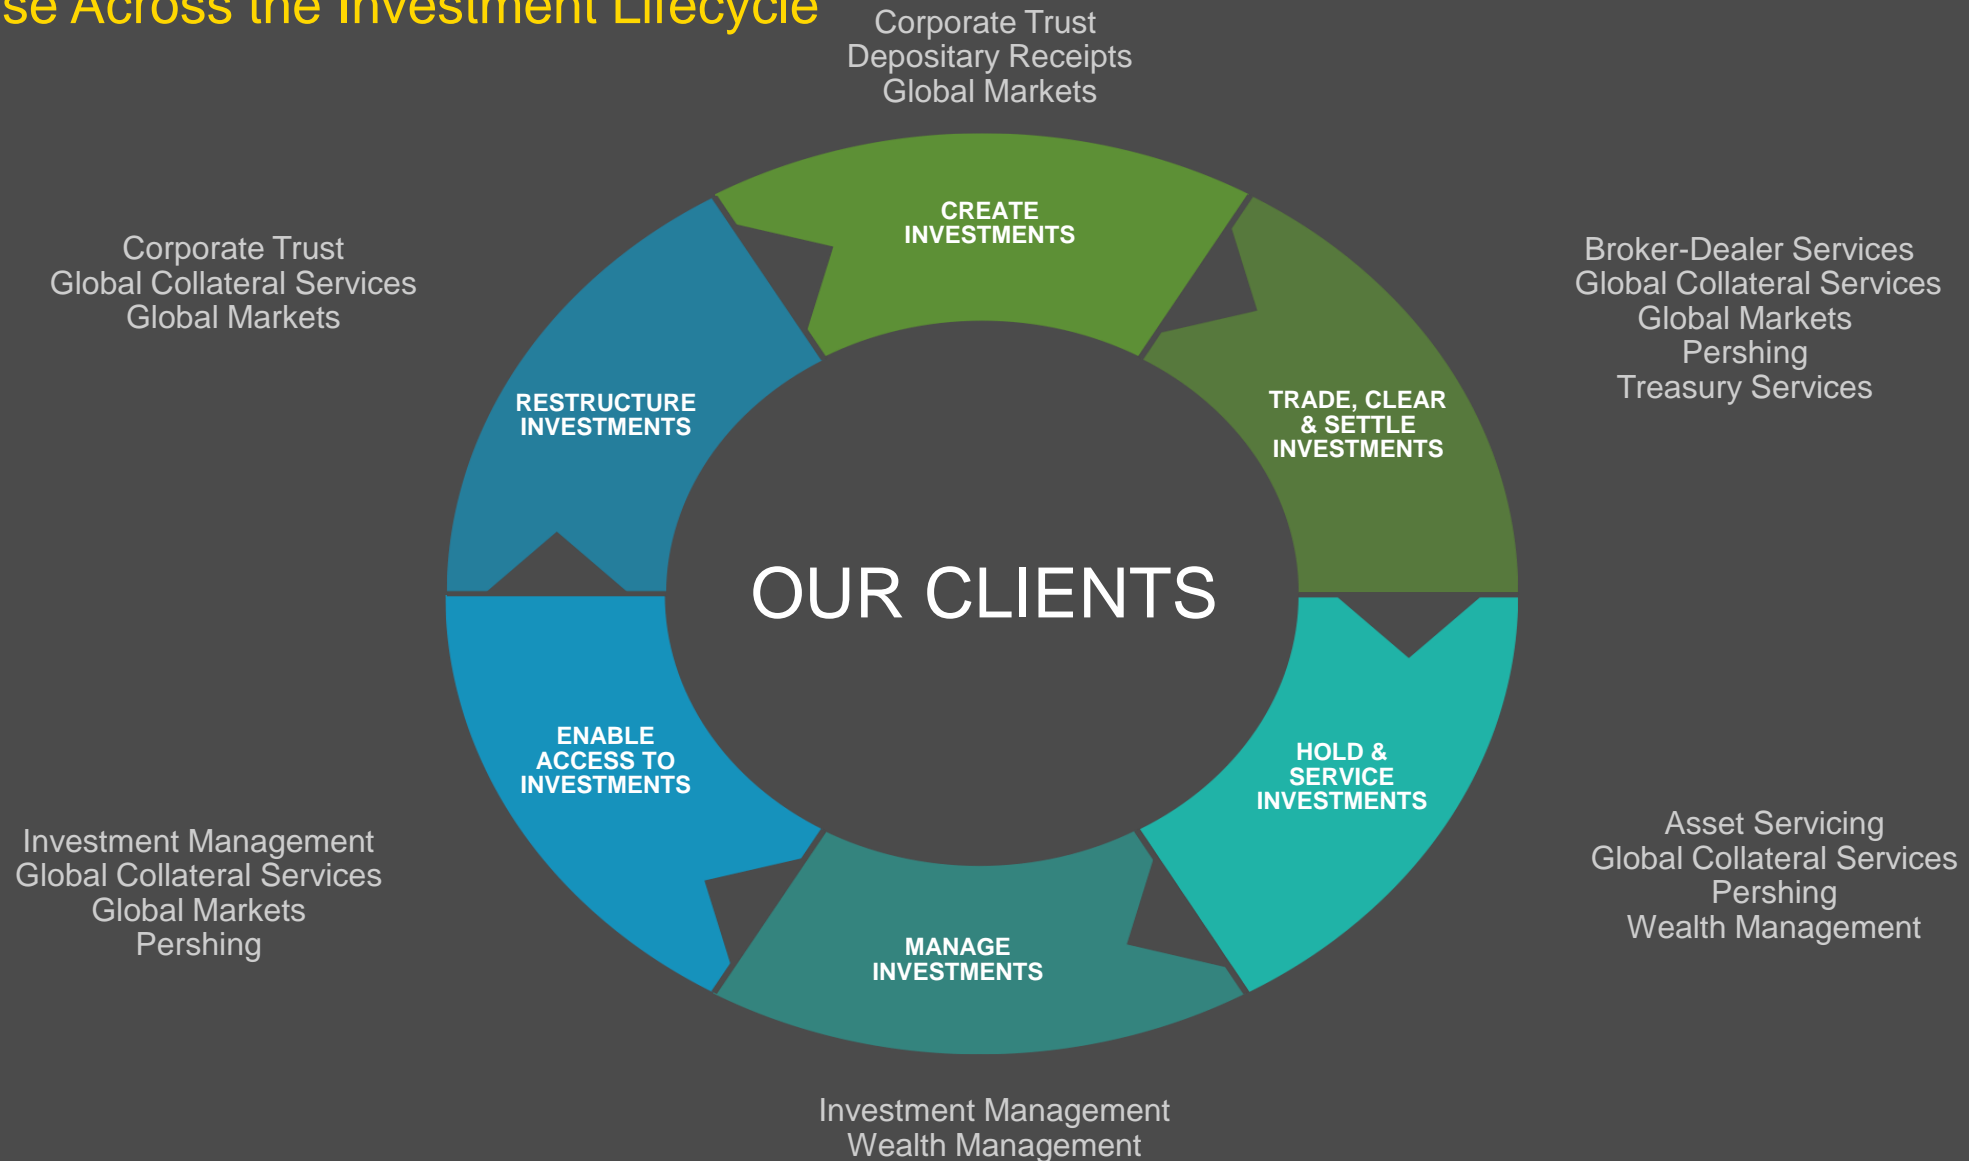 se Across the Investment Lifecycle
Corporate Trust
Depositary Receipts
Global Markets
CREATE
INVESTMENTS
Broker-Dealer Services
Global Collateral Services
Global Markets
Pershing
Treasury Services
TRADE, CLEAR
& SETTLE
INVESTMENTS
HOLD &
SERVICE
INVESTMENTS
Asset Servicing
Global Collateral Services
Pershing
Wealth Management
MANAGE
INVESTMENTS
Investment Management
Wealth Management
ENABLE
ACCESS TO
INVESTMENTS
Investment Management
Global Collateral Services
Global Markets
Pershing
RESTRUCTURE
INVESTMENTS
Corporate Trust
Global Collateral Services
Global Markets
OUR CLIENTS